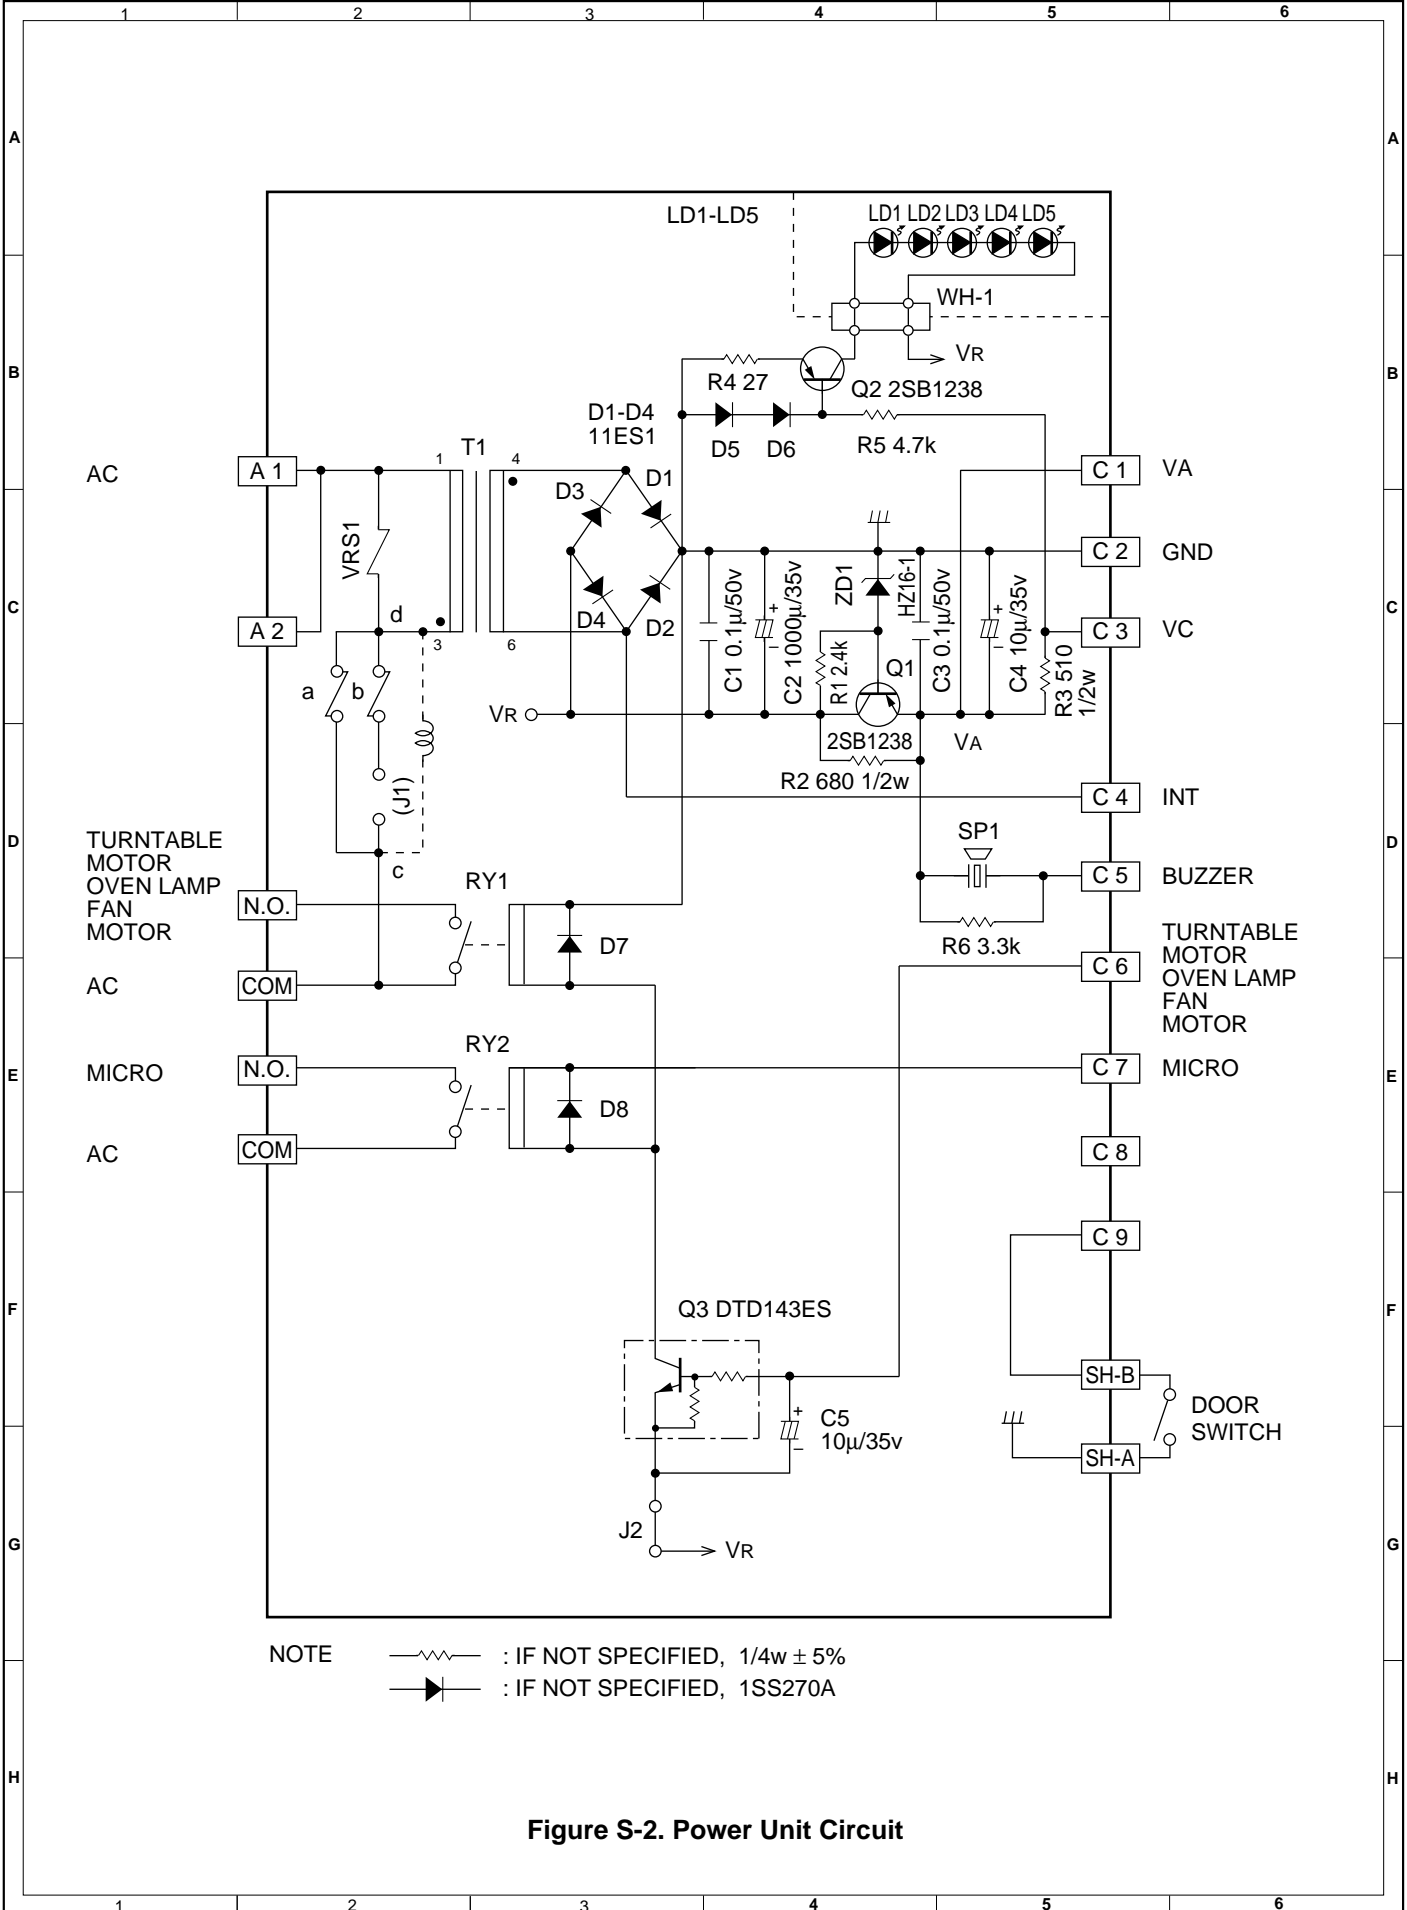 1 2 3 4 5 6
A A
LD1-LD5
LD1 LD2 LD3 LD4 LD5
WH-1
VR
B B
R4 27
Q2 2SB1238
D1-D4
11ES1
D5 D6 R5 4.7k
T1
AC
A 1
1
4
D3
D1
C 1
VA
VRS1
ZD1
HZ16-1
C 2
GND
C C
C1 0.1µ/50v
+
-
C2 1000µ/35v
C3 0.1µ/50v
+
-
C4 10µ/35v
D4
D2
A 2
d
3
6
C 3
VC
a b
R1 2.4k
Q1
R3 510
1/2w
VR
2SB1238
VA
R2 680 1/2w
(J1)
C 4
INT
D D
SP1
TURNTABLE
MOTOR
OVEN LAMP
FAN
MOTOR
c
RY1
N.O.
C 5
BUZZER
D7
R6 3.3k
AC
COM
C 6
TURNTABLE
MOTOR
OVEN LAMP
FAN
MOTOR
RY2
E E
MICRO
N.O.
C 7
MICRO
D8
AC
COM
C 8
C 9
F F
Q3 DTD143ES
SH-B
+
-
C5
10µ/35v
DOOR
SWITCH
SH-A
G G
J2
VR
NOTE
: IF NOT SPECIFIED, 1/4w ± 5%
: IF NOT SPECIFIED, 1SS270A
H H
Figure S-2. Power Unit Circuit
1 2 3 4 5 6